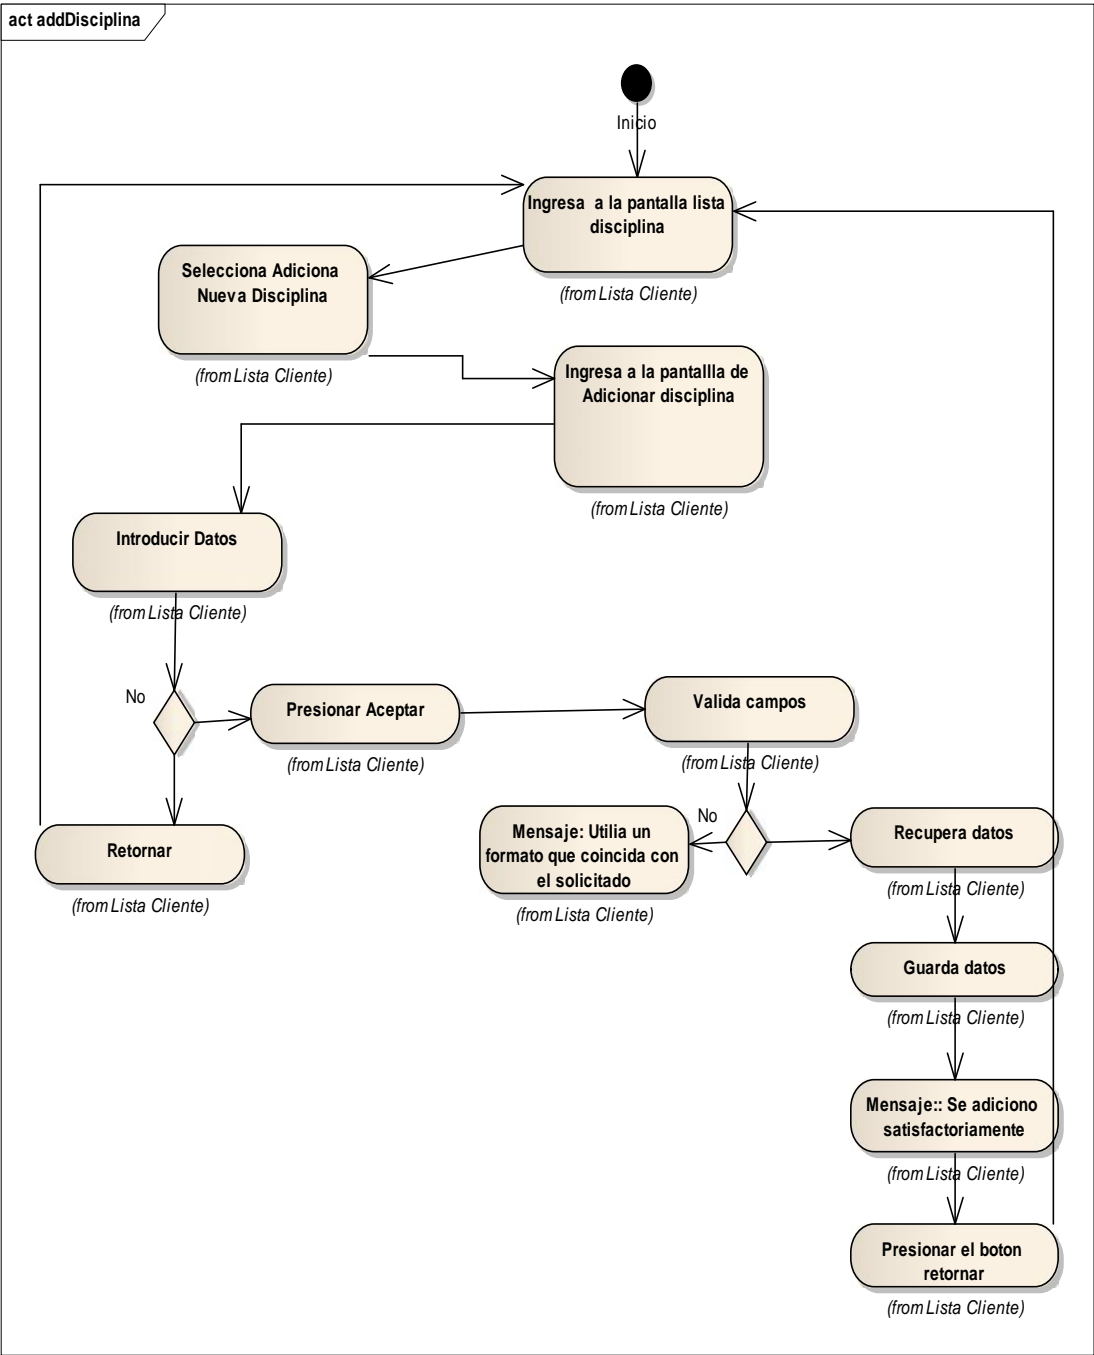 act addDisciplina
Inicio
Ingresa a la pantalla lista
disciplina
(from Lista Cliente)
Selecciona Adiciona
Nueva Disciplina
(from Lista Cliente)
Ingresa a la pantallla de
Adicionar disciplina
(from Lista Cliente)
Introducir Datos
(from Lista Cliente)
No
Presionar Aceptar
(from Lista Cliente)
Valida campos
(from Lista Cliente)
Retornar
(from Lista Cliente)
No
Mensaje: Utilia un
formato que coincida con
el solicitado
(from Lista Cliente)
Recupera datos
(from Lista Cliente)
Guarda datos
(from Lista Cliente)
Mensaje:: Se adiciono
satisfactoriamente
(from Lista Cliente)
Presionar el boton
retornar
(from Lista Cliente)